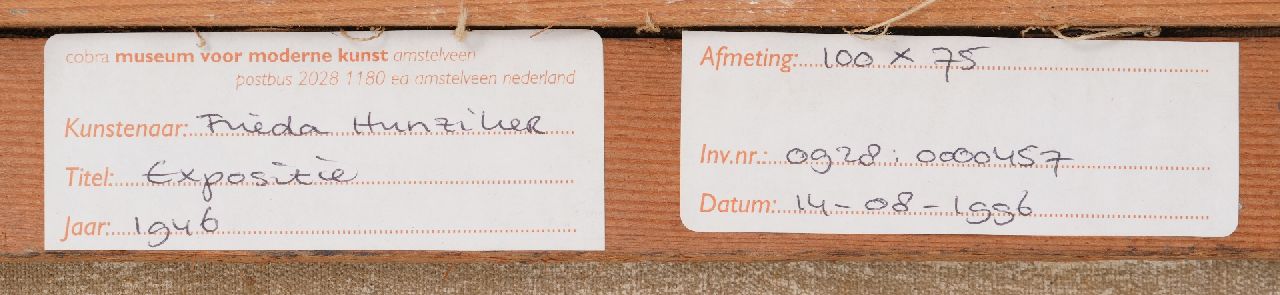 cobra museum voor moderne kunst amstelveen
postbus 2028 1180 ea amstelveen nederland
Kunstenaar: Frieda Hunziker
Titel: Expositie
Jaar: 1946
Afmeting: 100 x 75
Inv.nr.: 0928: 0000457
Datum: 14-08-1996